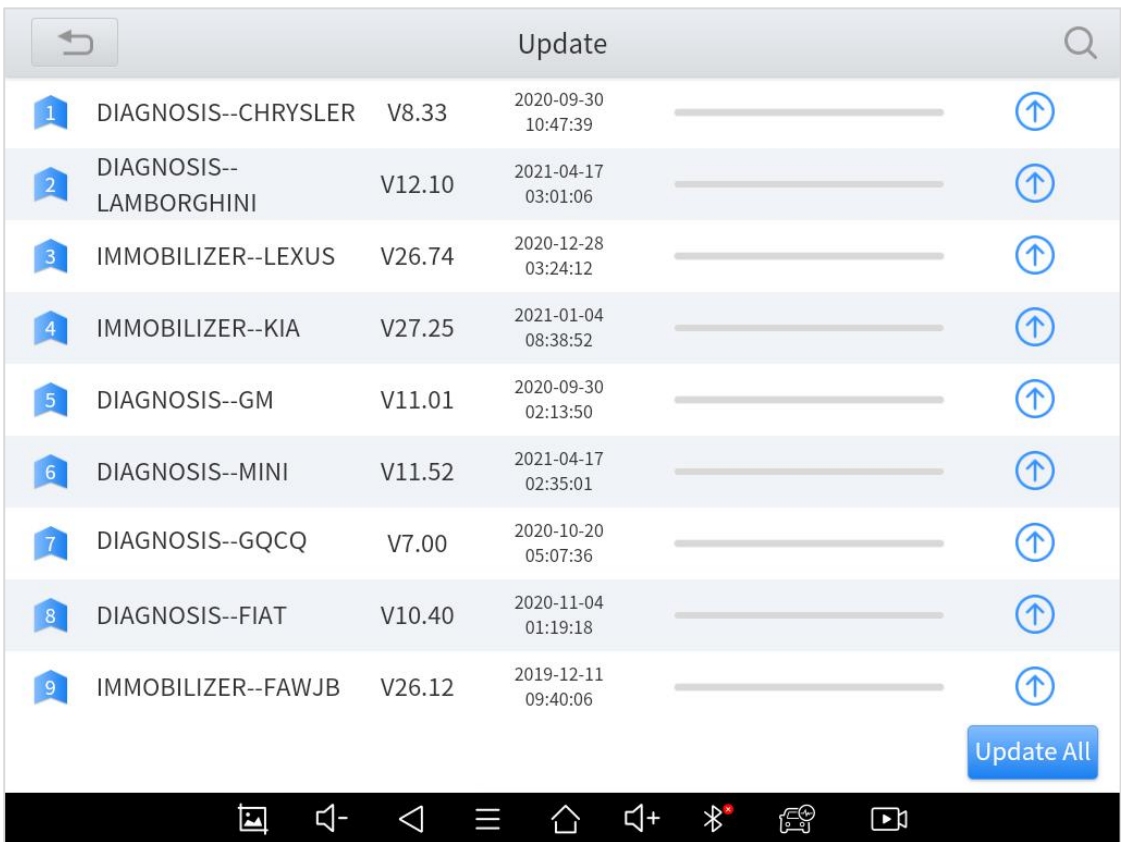 Update
1 DIAGNOSIS--CHRYSLER V8.33 2020-09-30
10:47:39
2 DIAGNOSIS--
LAMBORGHINI V12.10 2021-04-17
03:01:06
3 IMMOBILIZER--LEXUS V26.74 2020-12-28
03:24:12
4 IMMOBILIZER--KIA V27.25 2021-01-04
08:38:52
5 DIAGNOSIS--GM V11.01 2020-09-30
02:13:50
6 DIAGNOSIS--MINI V11.52 2021-04-17
02:35:01
7 DIAGNOSIS--GQCQ V7.00 2020-10-20
05:07:36
8 DIAGNOSIS--FIAT V10.40 2020-11-04
01:19:18
9 IMMOBILIZER--FAWJB V26.12 2019-12-11
09:40:06
Update All